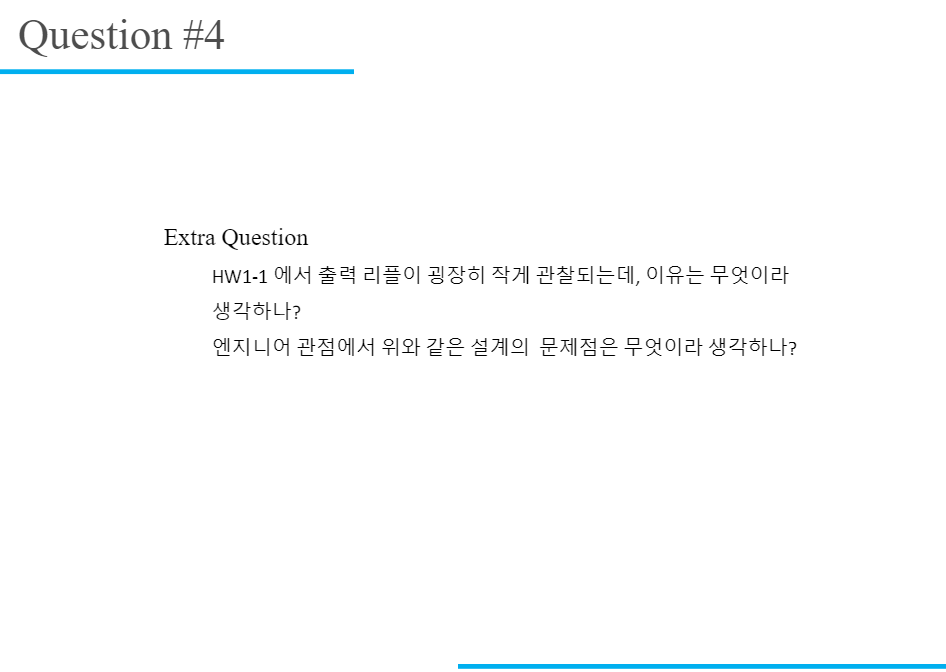 Question #4
Extra Question
HW1-1 에서 출력 리플이 굉장히 작게 관찰되는데, 이유는 무엇이라
생각하나?
엔지니어 관점에서 위와 같은 설계의 문제점은 무엇이라 생각하나?